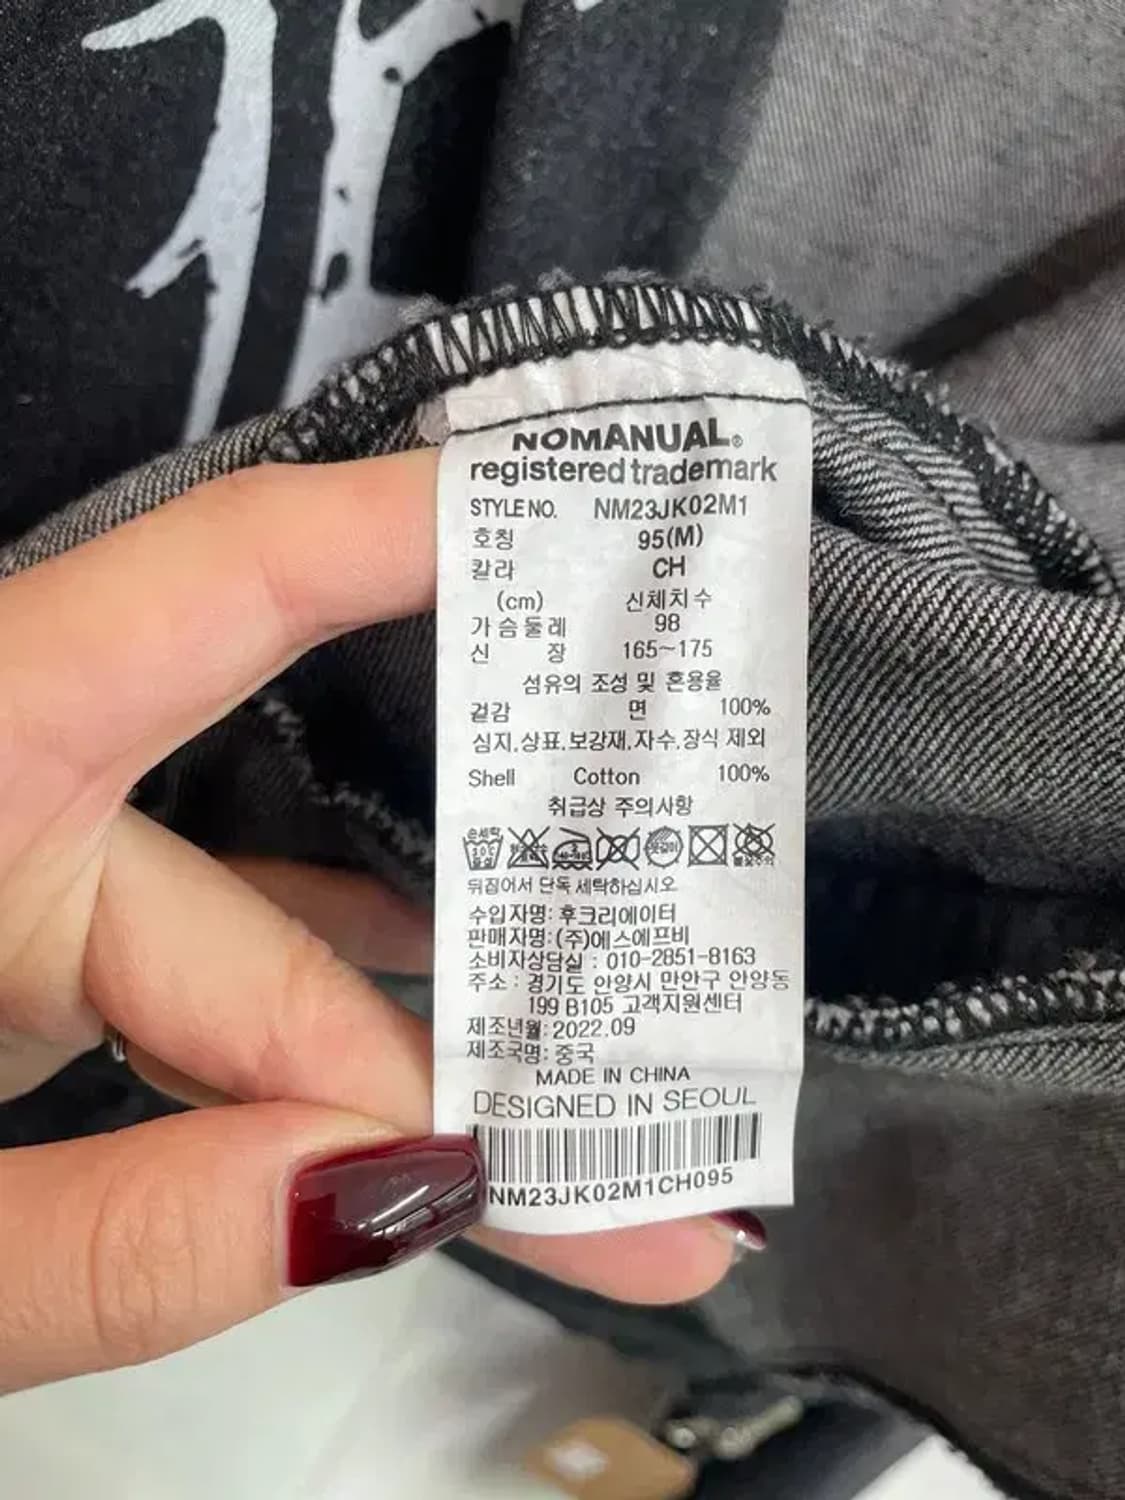 NOMANUAL®
registered trademark
STYLE NO. NM23JK02M1
호칭 95(M)
칼라 CH
(cm) 신체치수
가슴둘레 98
신 장 165~175
섬유의 조성 및 혼용율
겉감 면 100%
심지,상표,보강재,자수,장식 제외
Shell Cotton 100%
취급상 주의사항
손세탁
뒤집어서 단독 세탁하십시오
수입자명: 후크리에이터
판매자명: (주)에스에프비
소비자상담실 : 010-2851-8163
주소 : 경기도 안양시 만안구 안양동
199 B105 고객지원센터
제조년월: 2022.09
제조국명: 중국
MADE IN CHINA
DESIGNED IN SEOUL
NM23JK02M1CH095